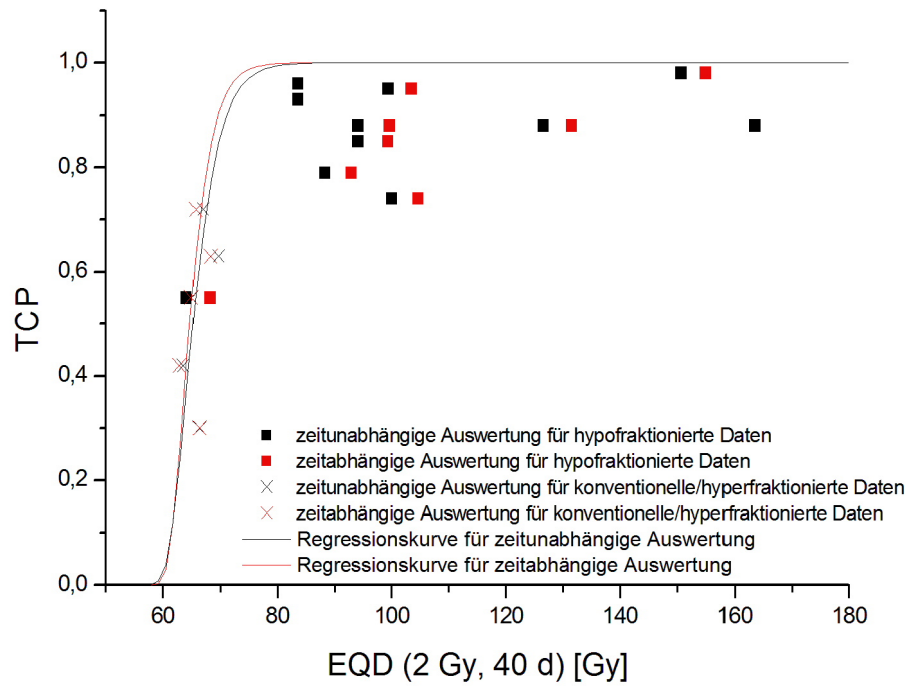 1,0
0,8
0,6
0,4
0,2
0,0
TCP
zeitunabhängige Auswertung für hypofraktionierte Daten
zeitabhängige Auswertung für hypofraktionierte Daten
zeitunabhängige Auswertung für konventionelle/hyperfraktionierte Daten
zeitabhängige Auswertung für konventionelle/hyperfraktionierte Daten
Regressionskurve für zeitunabhängige Auswertung
Regressionskurve für zeitabhängige Auswertung
60 80 100 120 140 160 180
EQD (2 Gy, 40 d) [Gy]